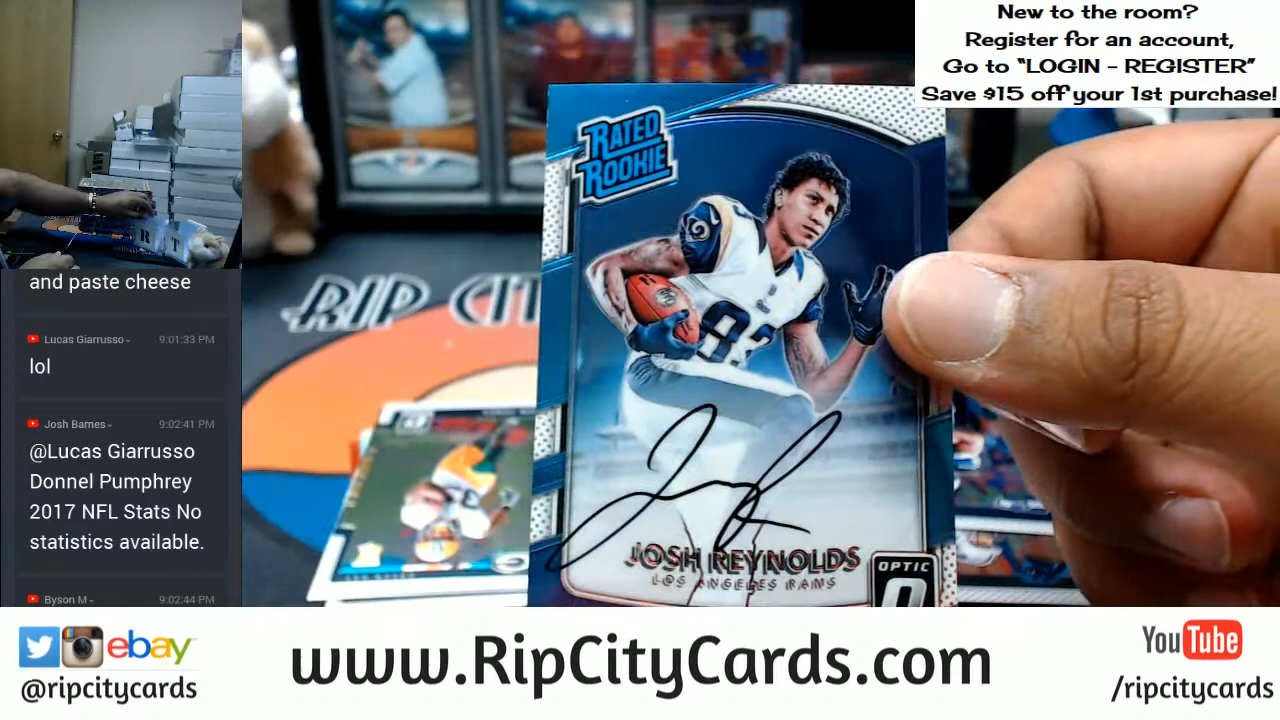 New to the room?
Register for an account,
Go to "LOGIN - REGISTER"
Save $15 off your 1st purchase!
RATED
ROOKIE
RIP CIT
and paste cheese
Lucas Giarrusso
9:01:33 PM
lol
Josh Barnes
9:02:41 PM
@Lucas Giarrusso
Donnel Pumphrey
2017 NFL Stats No
statistics available.
Byson M
9:02:44 PM
83
JOSH REYNOLDS
LOS ANGELES RAMS
OPTIC
R
T
ebay
@ripcitycards
www.RipCityCards.com
YouTube
/ripcitycards